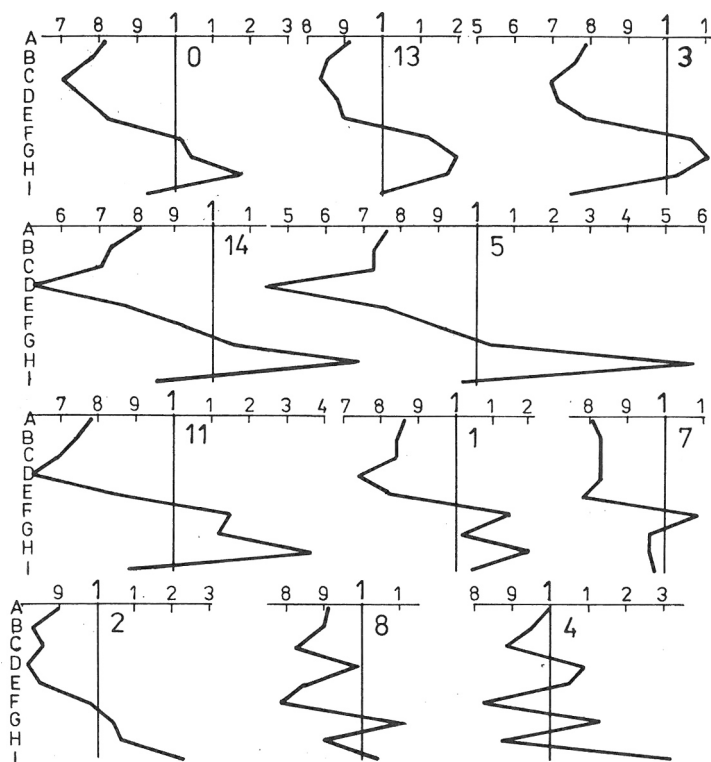 7 8 9 1 1 2 3 8 9 1 1 2 5 6 7 8 9 1 1
A
B
C
D
E
F
G
H
I
0 13 3
6 7 8 9 1 1 5 6 7 8 9 1 1 2 3 4 5 6
A
B
C
D
E
F
G
H
I
14 5
7 8 9 1 1 2 3 4 7 8 9 1 1 2 8 9 1 1
A
B
C
D
E
F
G
H
I
11 1 7
9 1 1 2 3 8 9 1 1 8 9 1 1 2 3
A
B
C
D
E
F
G
H
I
2 8 4